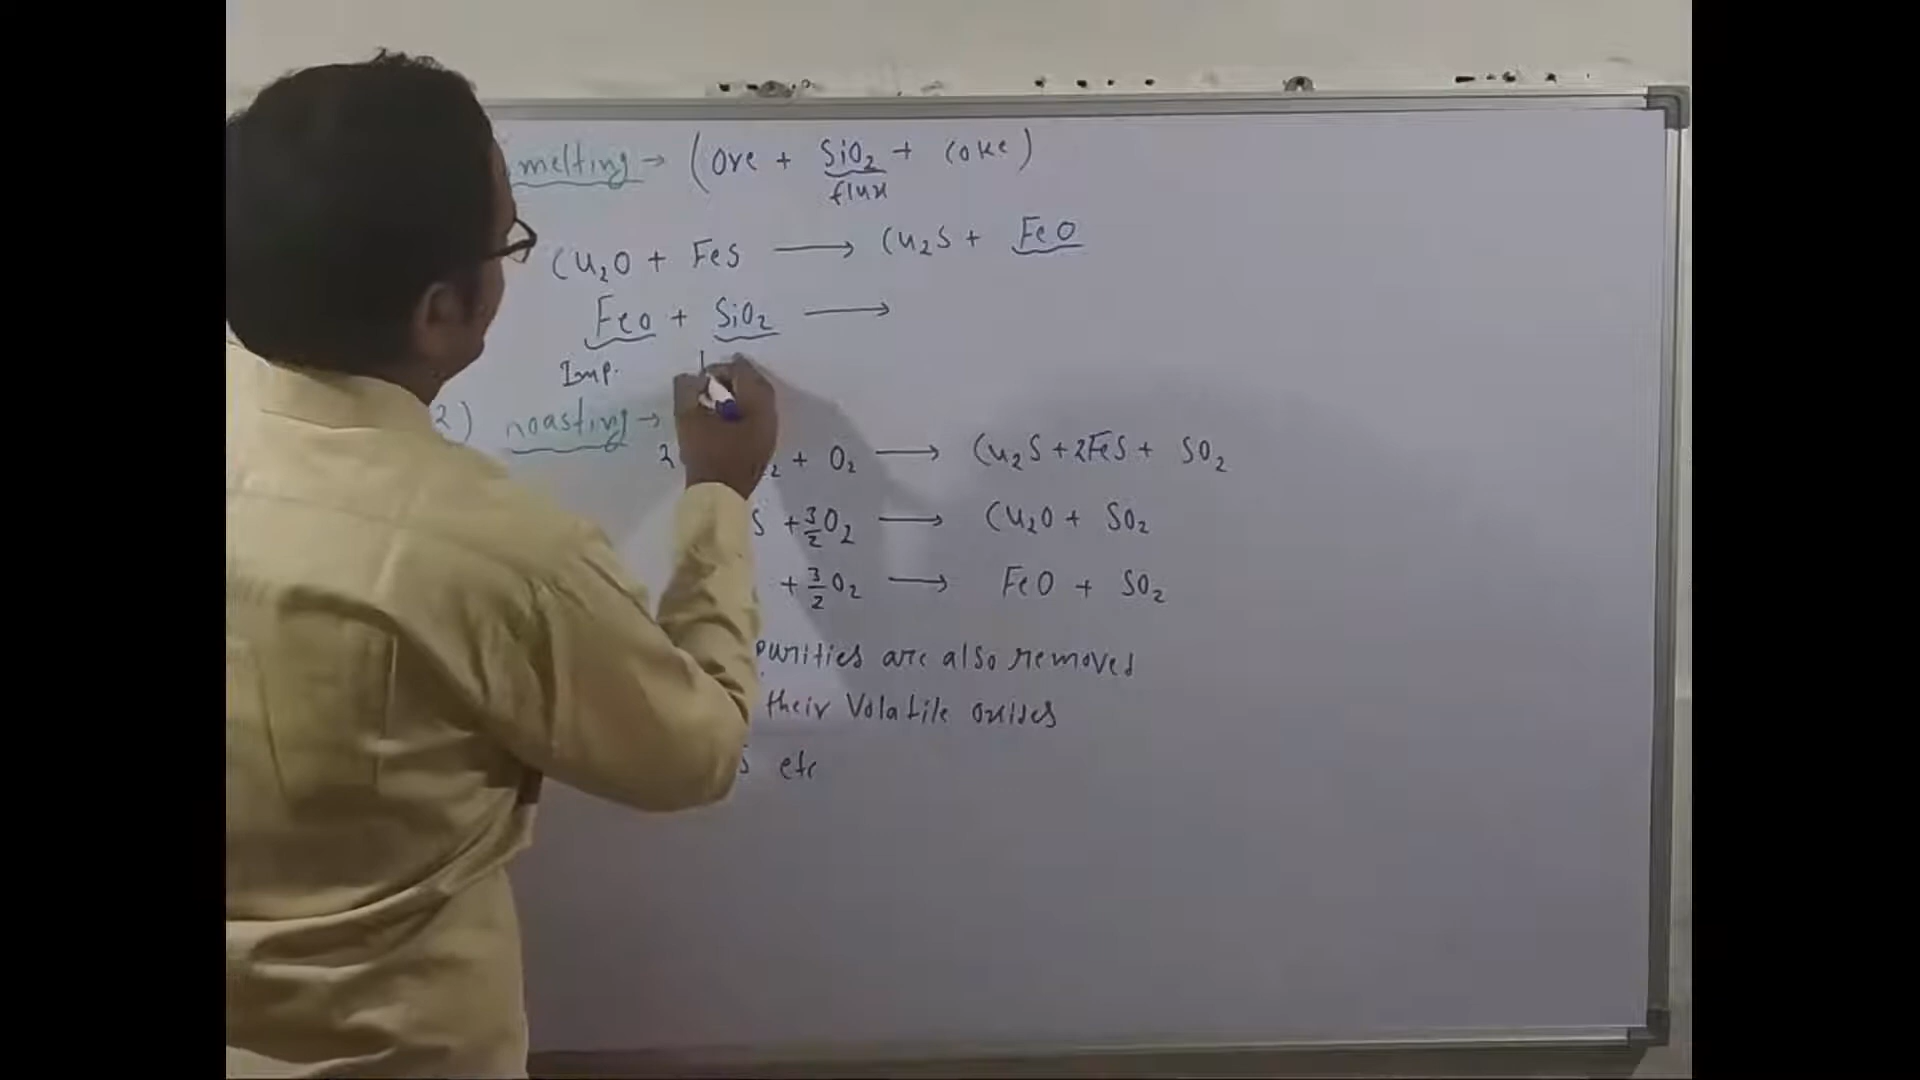 melting → (Ore + SiO₂ + Coke)
flux
Cu₂O + FeS ⟶ Cu₂S + FeO
FeO + SiO₂ ⟶
Imp.
2) roasting →
2 ₂ + O₂ ⟶ Cu₂S + 2FeS + SO₂
S + 3/2 O₂ ⟶ Cu₂O + SO₂
+ 3/2 O₂ ⟶ FeO + SO₂
purities are also removed
their Volatile oxides
etc